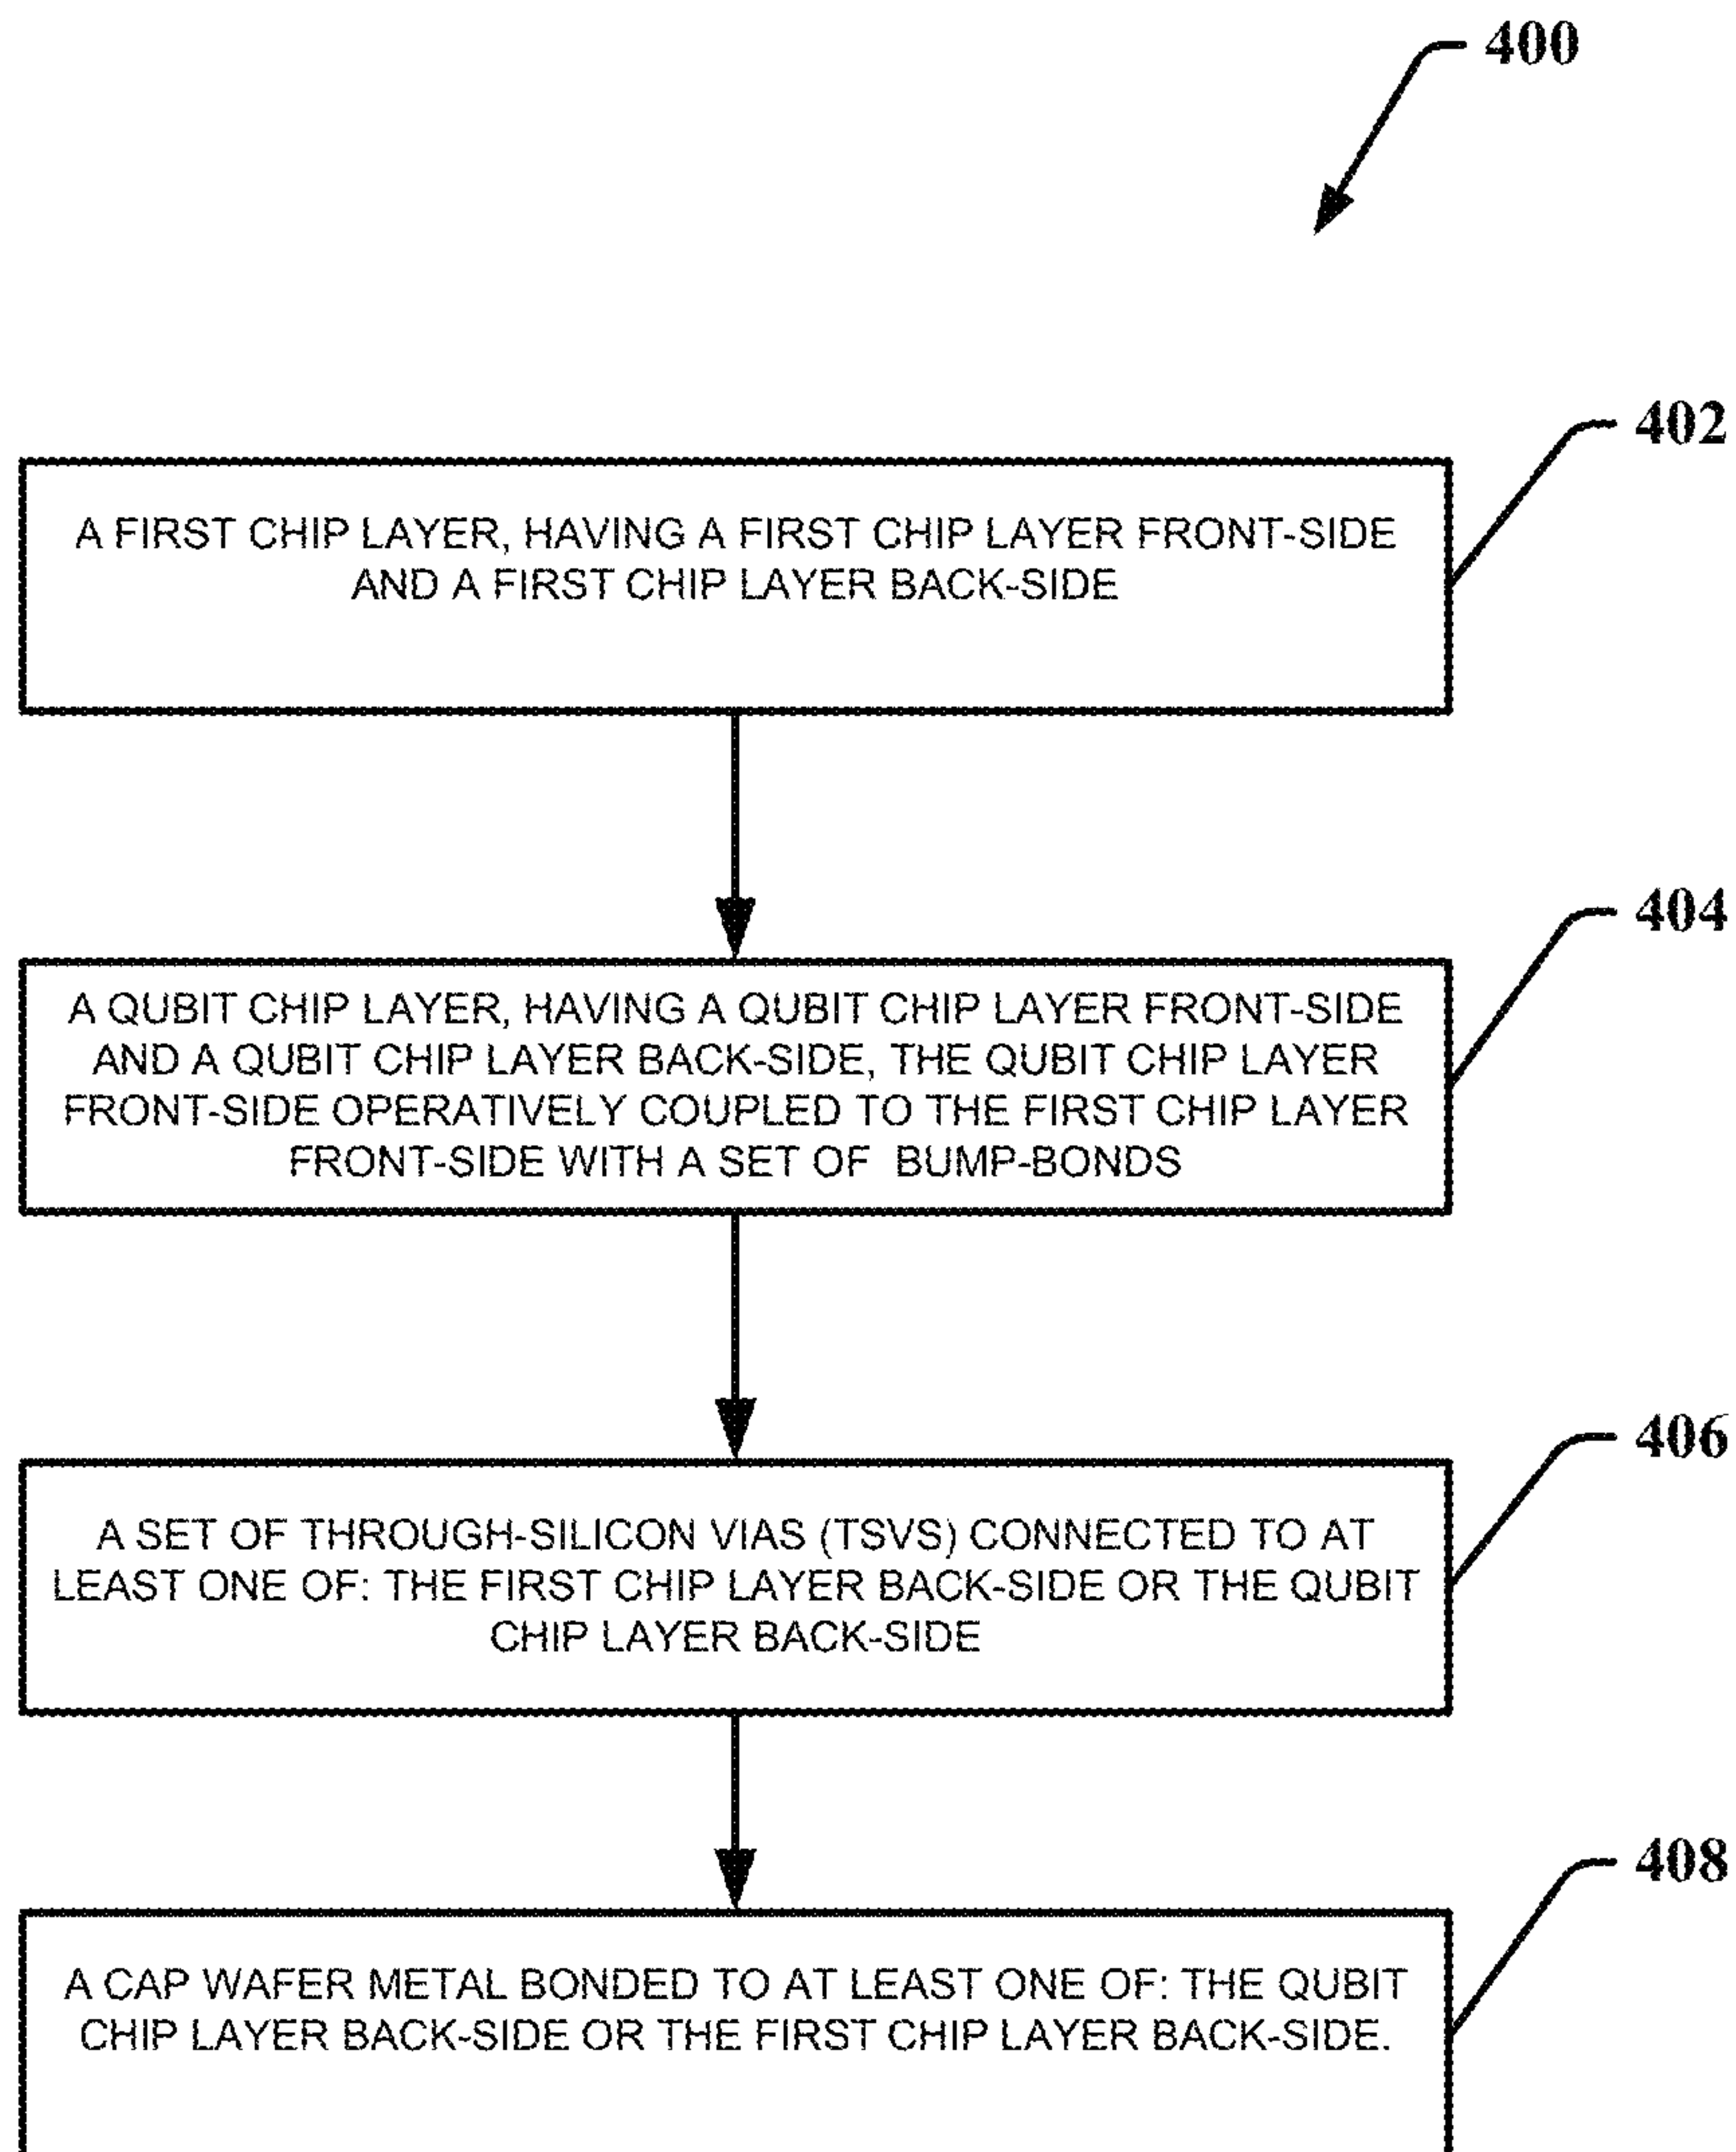 400
402
A FIRST CHIP LAYER, HAVING A FIRST CHIP LAYER FRONT-SIDE
AND A FIRST CHIP LAYER BACK-SIDE
404
A QUBIT CHIP LAYER, HAVING A QUBIT CHIP LAYER FRONT-SIDE
AND A QUBIT CHIP LAYER BACK-SIDE, THE QUBIT CHIP LAYER
FRONT-SIDE OPERATIVELY COUPLED TO THE FIRST CHIP LAYER
FRONT-SIDE WITH A SET OF BUMP-BONDS
406
A SET OF THROUGH-SILICON VIAS (TSVS) CONNECTED TO AT
LEAST ONE OF: THE FIRST CHIP LAYER BACK-SIDE OR THE QUBIT
CHIP LAYER BACK-SIDE
408
A CAP WAFER METAL BONDED TO AT LEAST ONE OF: THE QUBIT
CHIP LAYER BACK-SIDE OR THE FIRST CHIP LAYER BACK-SIDE.